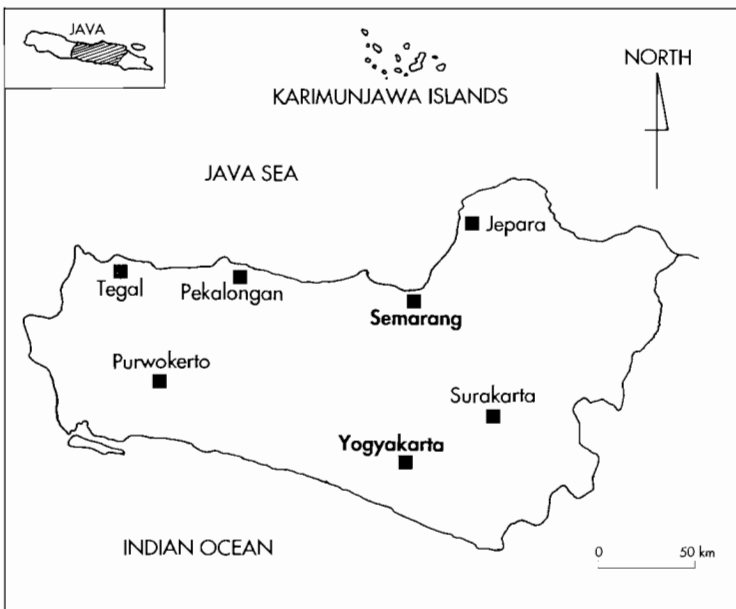 JAVA
NORTH
KARIMUNJAWA ISLANDS
JAVA SEA
Jepara
Tegal
Pekalongan
Semarang
Purwokerto
Surakarta
Yogyakarta
INDIAN OCEAN
0 50 km